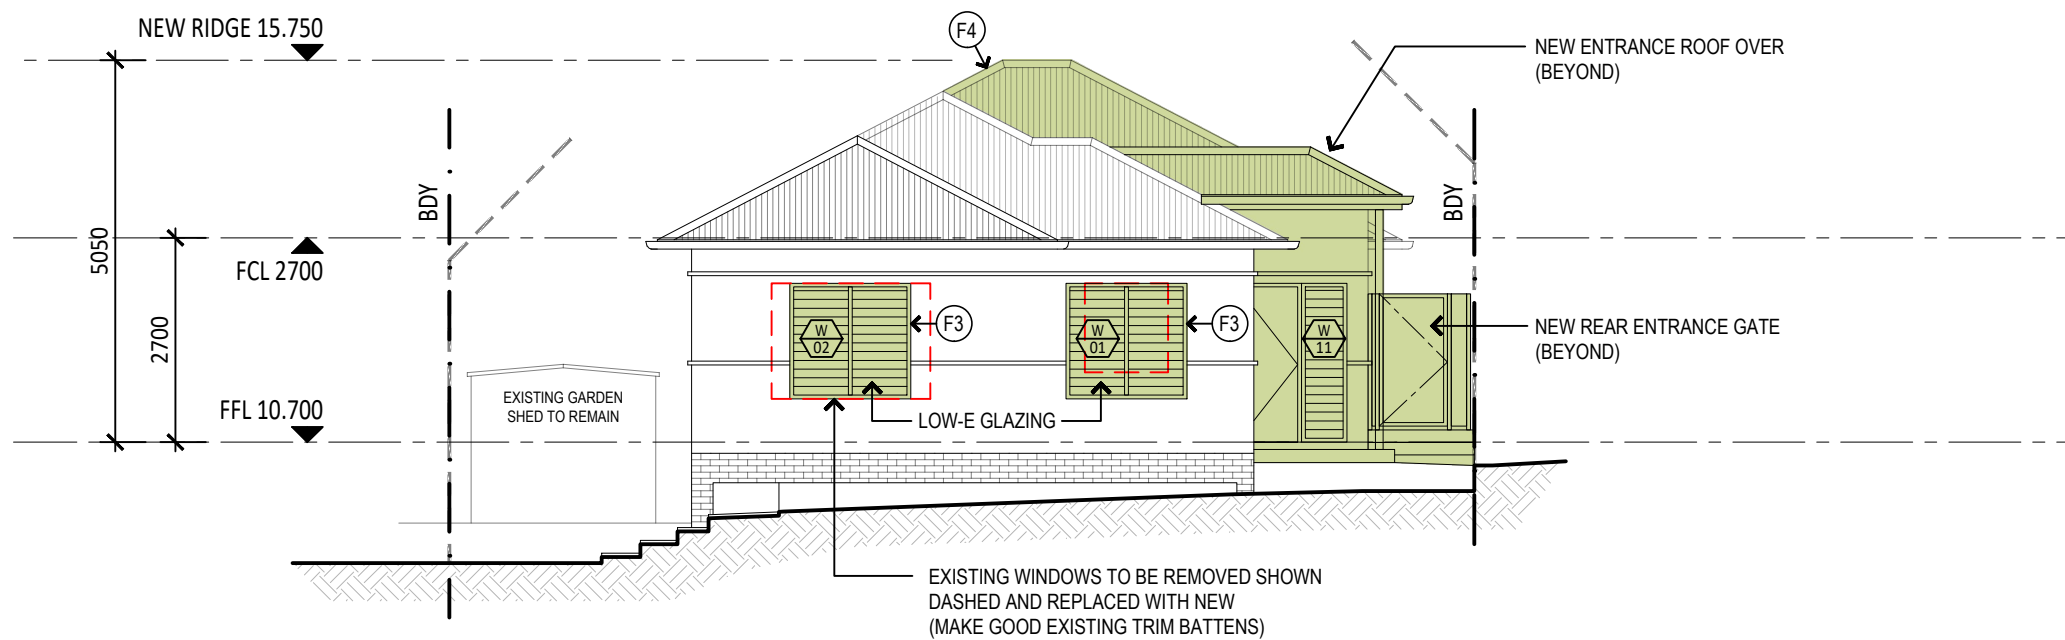 NEW RIDGE 15.750
F4
NEW ENTRANCE ROOF OVER
(BEYOND)
BDY
BDY
5050
FCL 2700
2700
F3
F3
W
02
W
01
W
11
NEW REAR ENTRANCE GATE
(BEYOND)
EXISTING GARDEN
SHED TO REMAIN
FFL 10.700
LOW-E GLAZING
EXISTING WINDOWS TO BE REMOVED SHOWN
DASHED AND REPLACED WITH NEW
(MAKE GOOD EXISTING TRIM BATTENS)